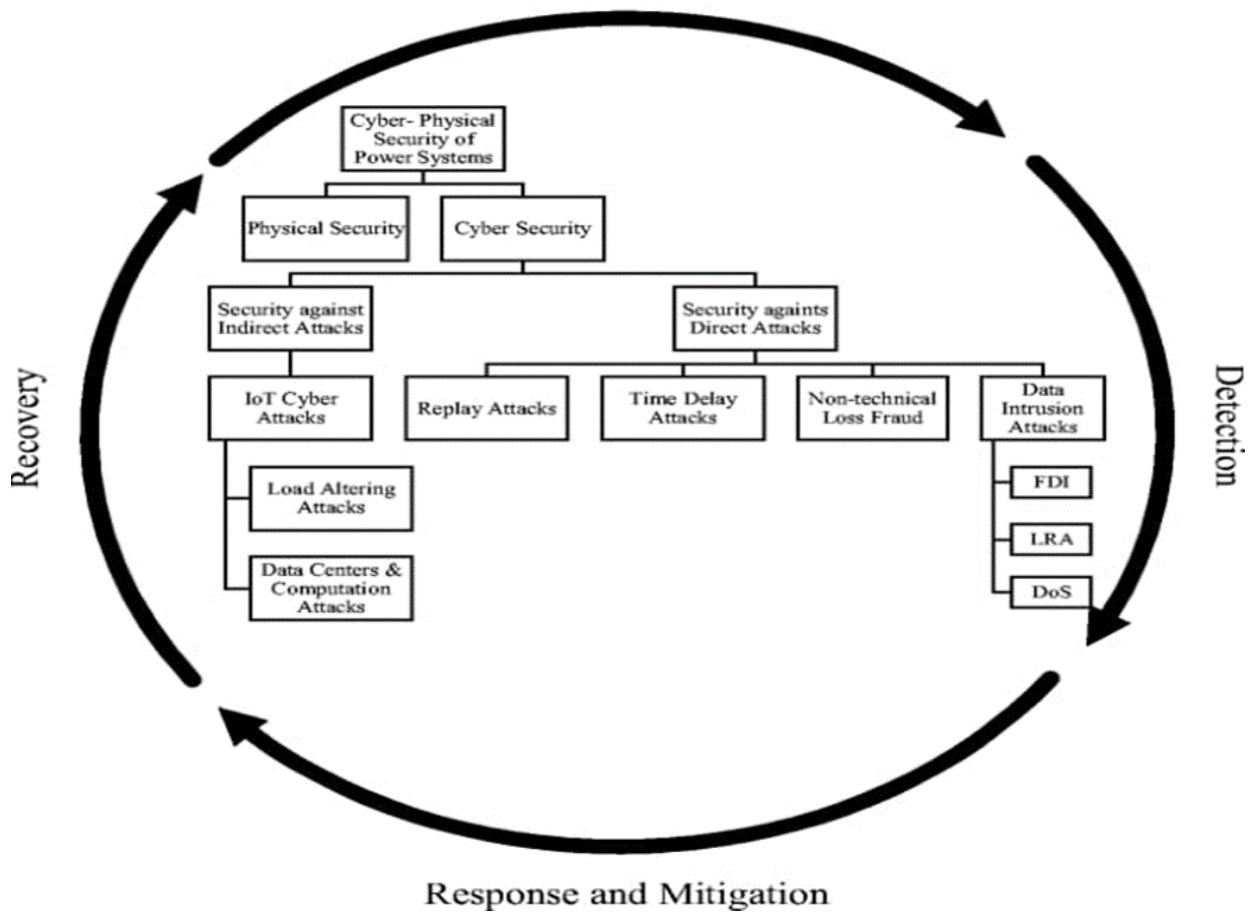 Cyber- Physical
Security of
Power Systems
Physical Security
Cyber Security
Security against
Indirect Attacks
Security againts
Direct Attacks
IoT Cyber
Attacks
Replay Attacks
Time Delay
Attacks
Non-technical
Loss Fraud
Data
Intrusion
Attacks
Load Altering
Attacks
Data Centers &
Computation
Attacks
FDI
LRA
DoS
Recovery
Detection
Response and Mitigation